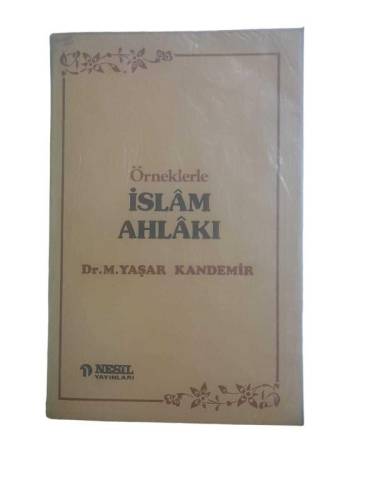 Örneklerle
İSLÂM
AHLÂKI
Dr.M.YAŞAR KANDEMİR
NESİL
YAYINLARI